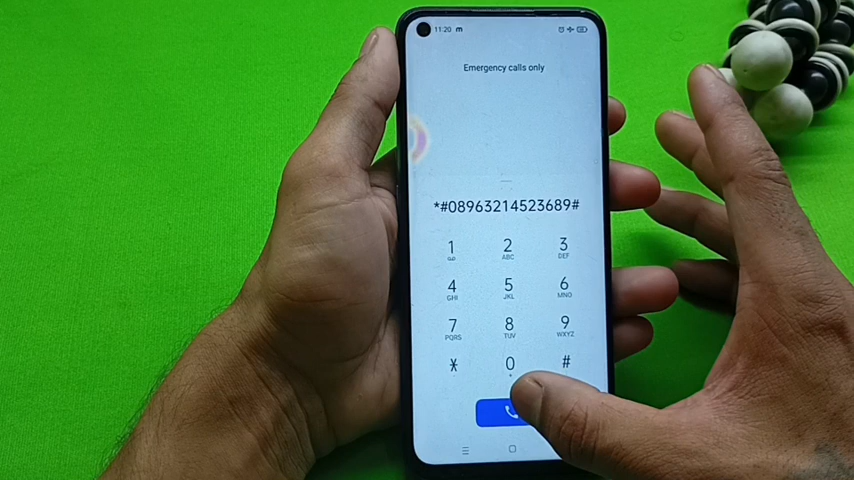 11:20 m
Emergency calls only
*#08963214523689#
1 2 3
ABC DEF
4 5 6
GHI JKL MNO
7 8 9
PQRS TUV WXYZ
* 0 #
+